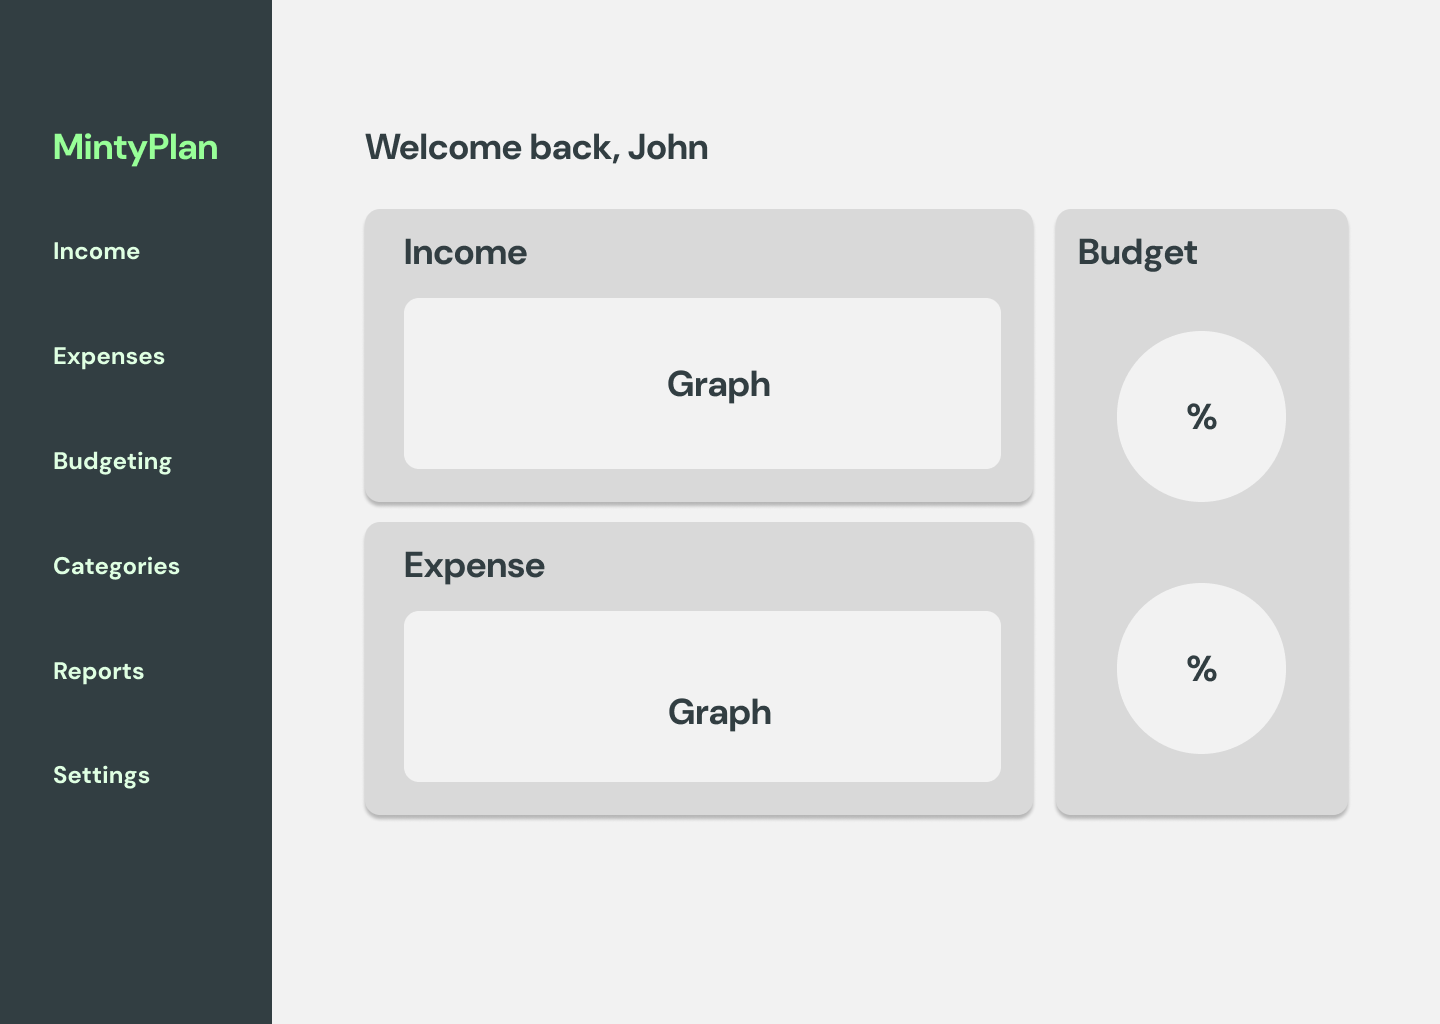 MintyPlan
Income
Expenses
Budgeting
Categories
Reports
Settings
Welcome back, John
Income
Graph
Expense
Graph
Budget
%
%